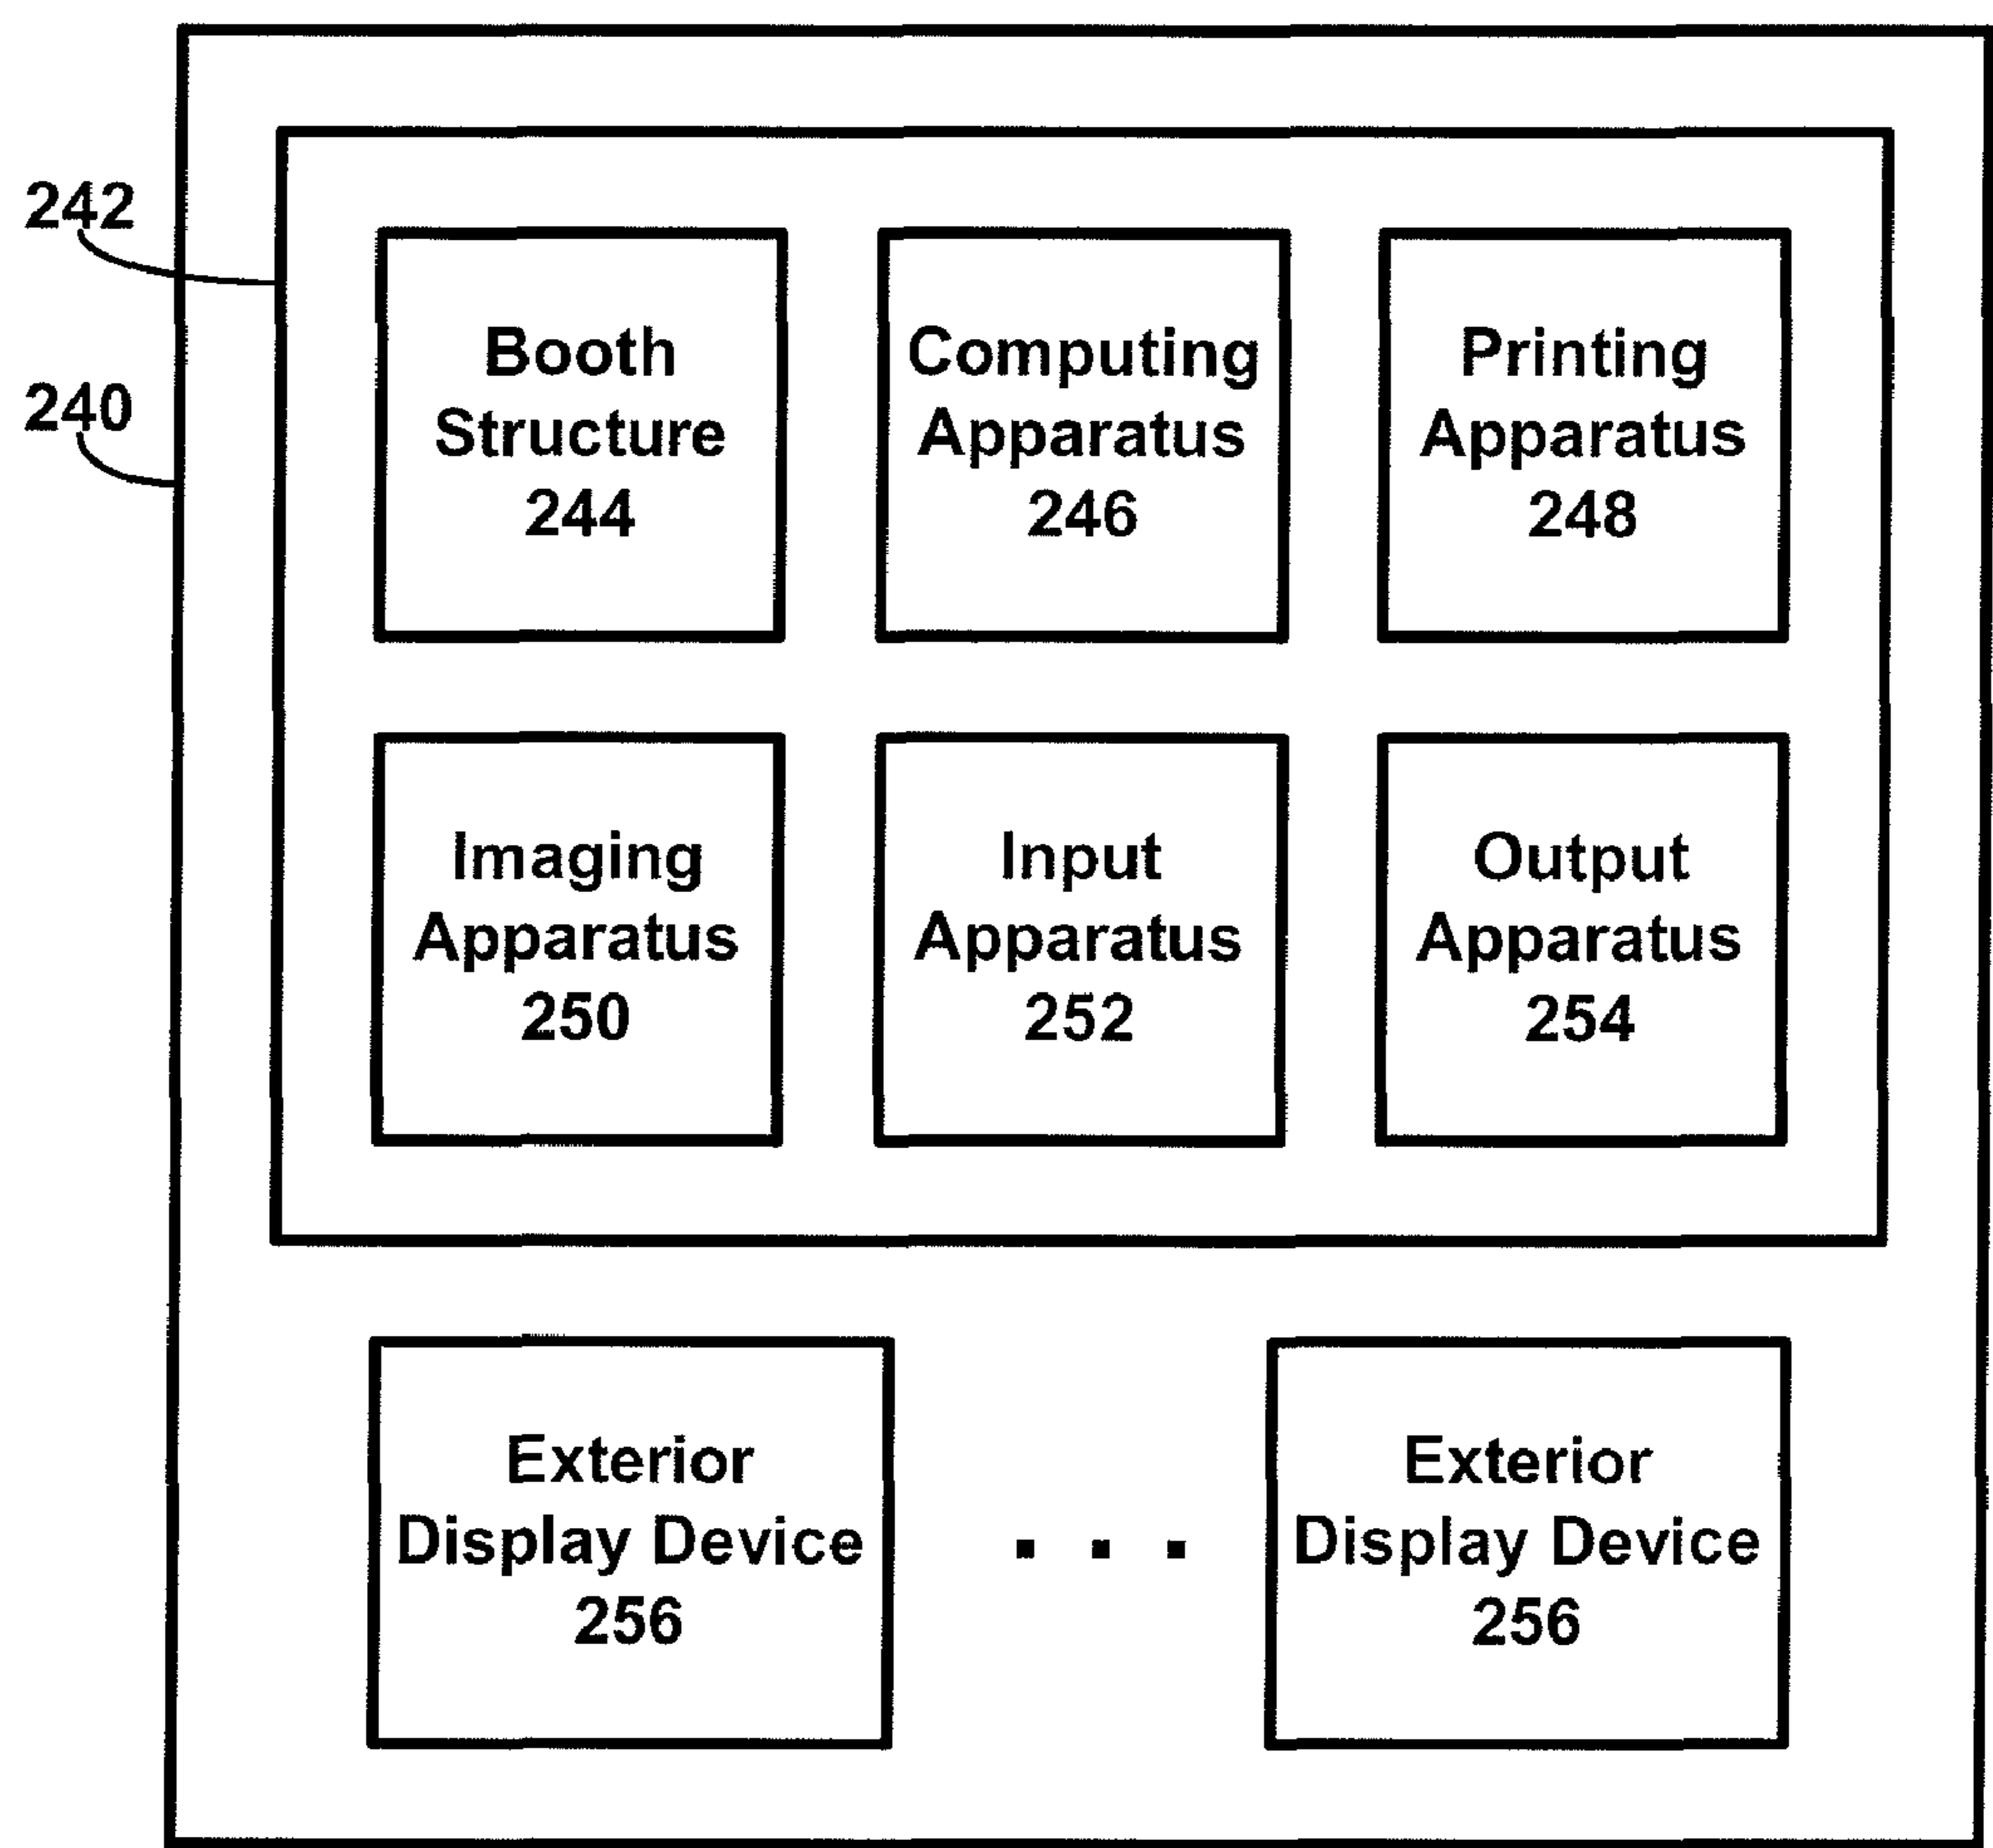 242
240
Booth
Structure
244
Computing
Apparatus
246
Printing
Apparatus
248
Imaging
Apparatus
250
Input
Apparatus
252
Output
Apparatus
254
Exterior
Display Device
256
. . .
Exterior
Display Device
256